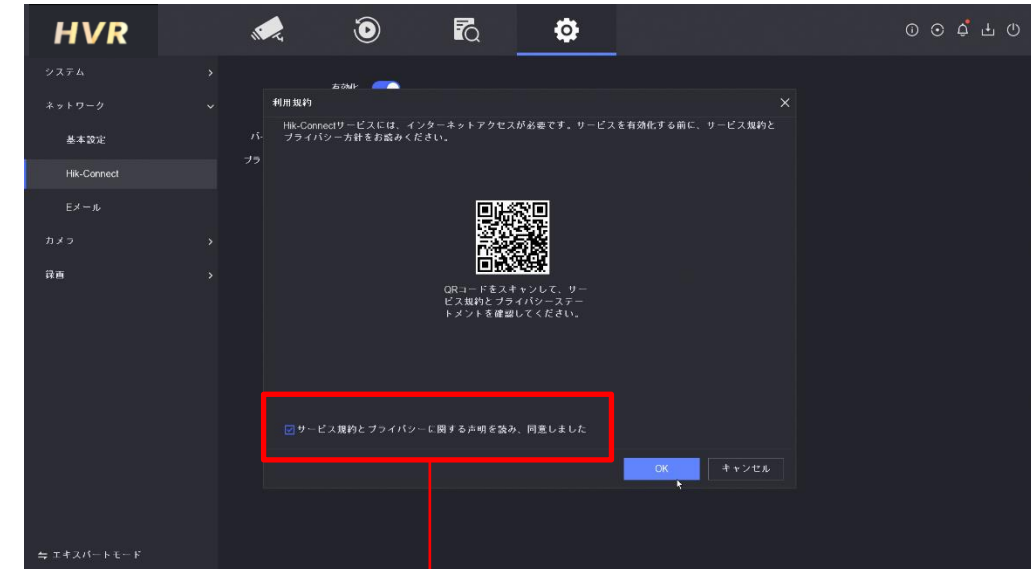 HVR
システム
ネットワーク
基本設定
Hik-Connect
Eメール
カメラ
録画
エキスパートモード
有効化
バ-
プラ
利用規約
Hik-Connectサービスには、インターネットアクセスが必要です。サービスを有効化する前に、サービス規約と
プライバシー方針をお読みください。
QRコードをスキャンして、サー
ビス規約とプライバシーステー
トメントを確認してください。
サービス規約とプライバシーに関する声明を読み、同意しました
OK
キャンセル